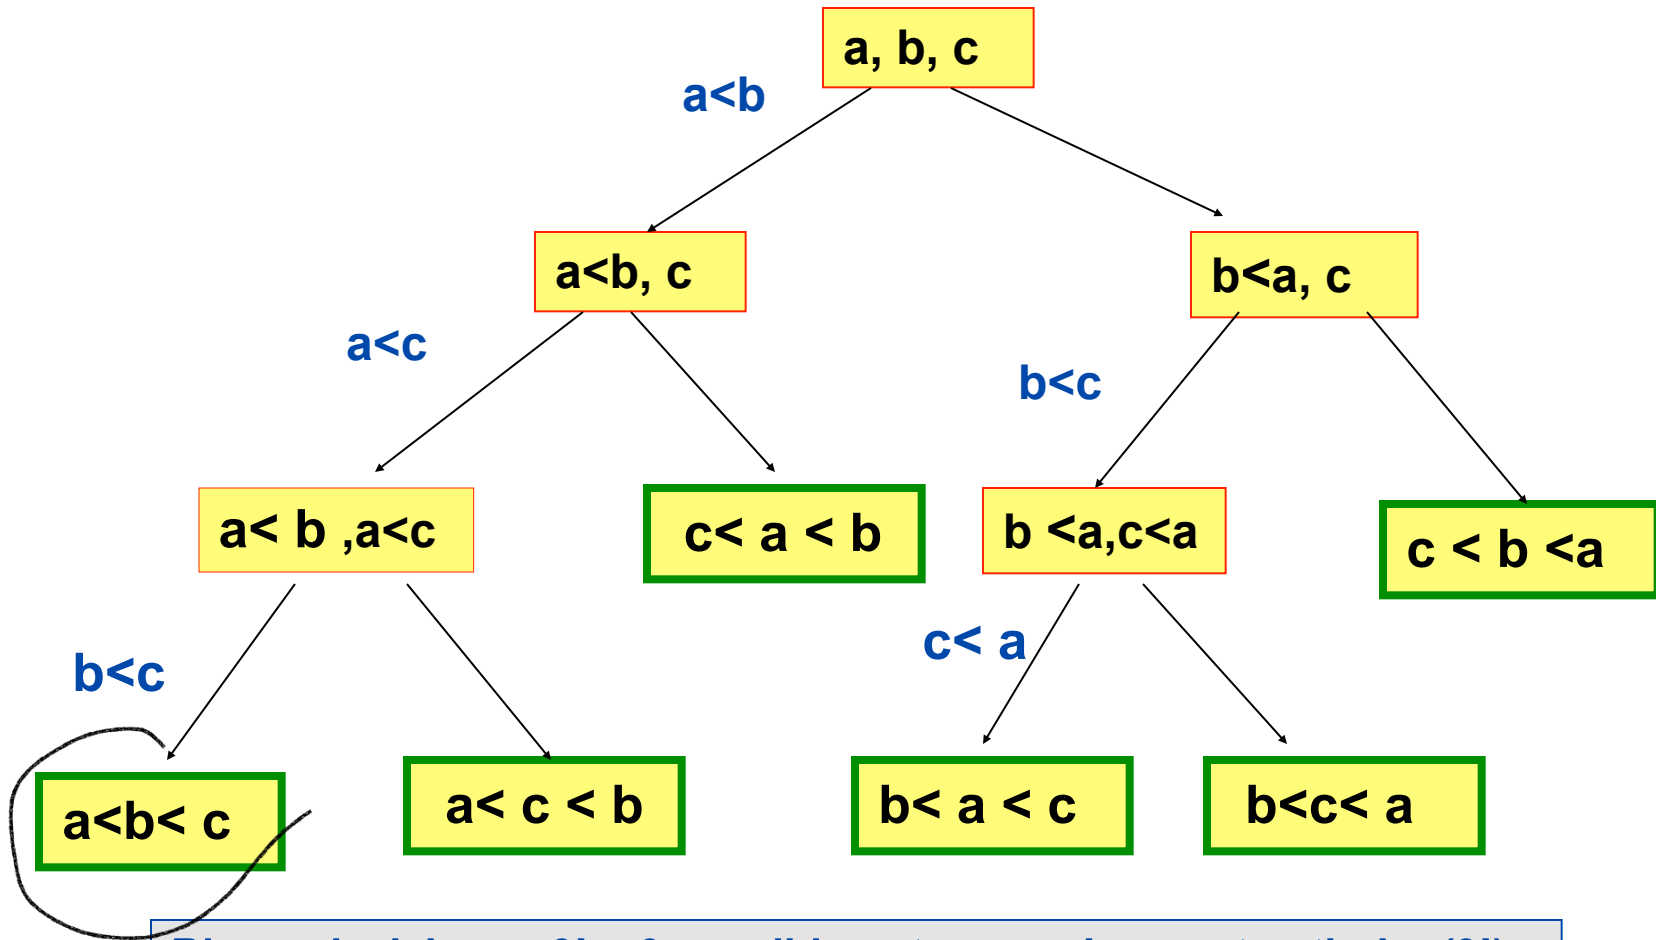 a, b, c
a<b
a<b, c
b<a, c
a<c
b<c
a< b ,a<c
c< a < b
b <a,c<a
c < b <a
b<c
c< a
a<b< c
a< c < b
b< a < c
b<c< a